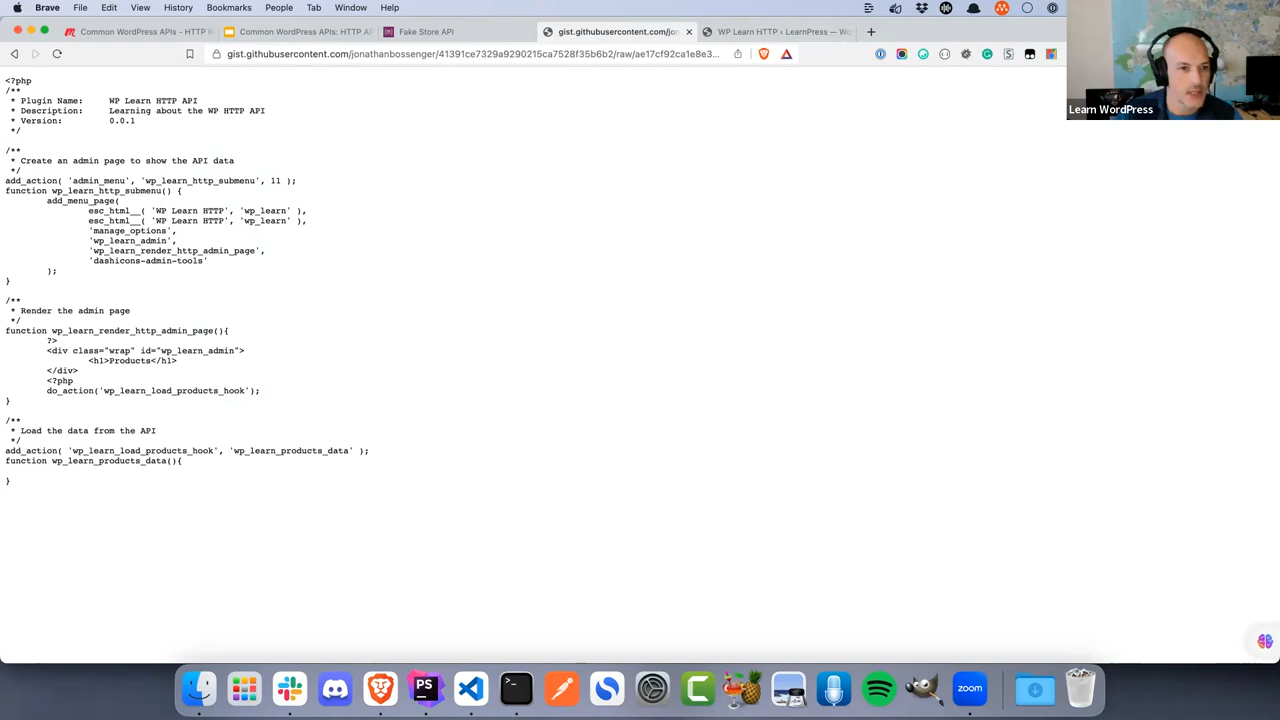 Brave File Edit View History Bookmarks People Tab Window Help
Common WordPress APIs - HTTP R
Common WordPress APIs: HTTP AP
Fake Store API
gist.githubusercontent.com/jon
WP Learn HTTP ‹ LearnPress — Wo
gist.githubusercontent.com/jonathanbossenger/41391ce7329a9290215ca7528f35b6b2/raw/ae17cf92ca1e8e3...
<?php
/**
 * Plugin Name:     WP Learn HTTP API
 * Description:     Learning about the WP HTTP API
 * Version:         0.0.1
 */
/**
 * Create an admin page to show the API data
 */
add_action( 'admin_menu', 'wp_learn_http_submenu', 11 );
function wp_learn_http_submenu() {
        add_menu_page(
                esc_html__( 'WP Learn HTTP', 'wp_learn' ),
                esc_html__( 'WP Learn HTTP', 'wp_learn' ),
                'manage_options',
                'wp_learn_admin',
                'wp_learn_render_http_admin_page',
                'dashicons-admin-tools'
        );
}
/**
 * Render the admin page
 */
function wp_learn_render_http_admin_page(){
        ?>
        <div class="wrap" id="wp_learn_admin">
                <h1>Products</h1>
        </div>
        <?php
        do_action('wp_learn_load_products_hook');
}
/**
 * Load the data from the API
 */
add_action( 'wp_learn_load_products_hook', 'wp_learn_products_data' );
function wp_learn_products_data(){
}
Learn WordPress
PS
zoom